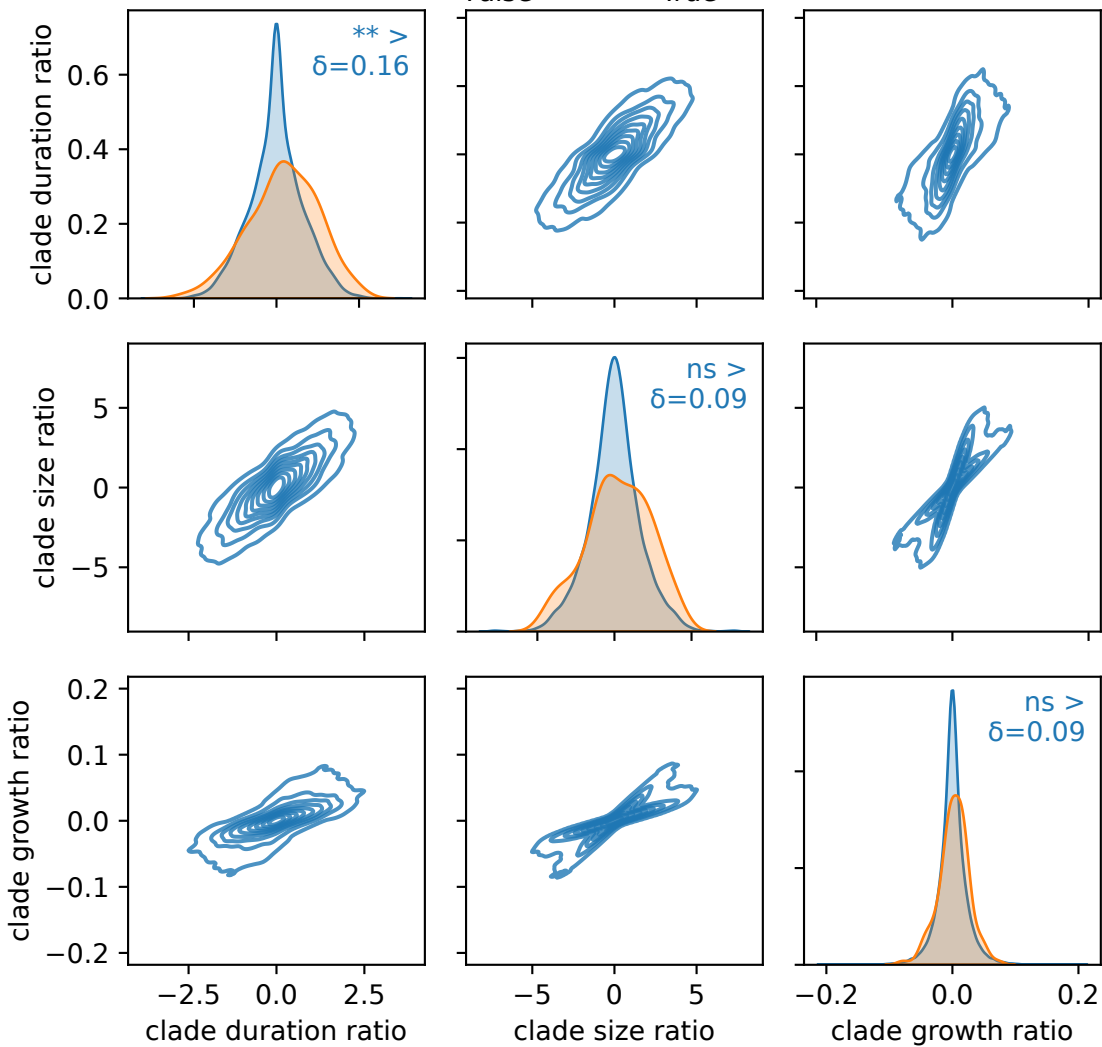 clade duration ratio
0.6
0.4
0.2
0.0
** >
δ=0.16
clade size ratio
5
0
−5
ns >
δ=0.09
clade growth ratio
0.2
0.1
0.0
−0.1
−0.2
ns >
δ=0.09
−2.5 0.0 2.5
−5 0 5
−0.2 0.0 0.2
clade duration ratio
clade size ratio
clade growth ratio